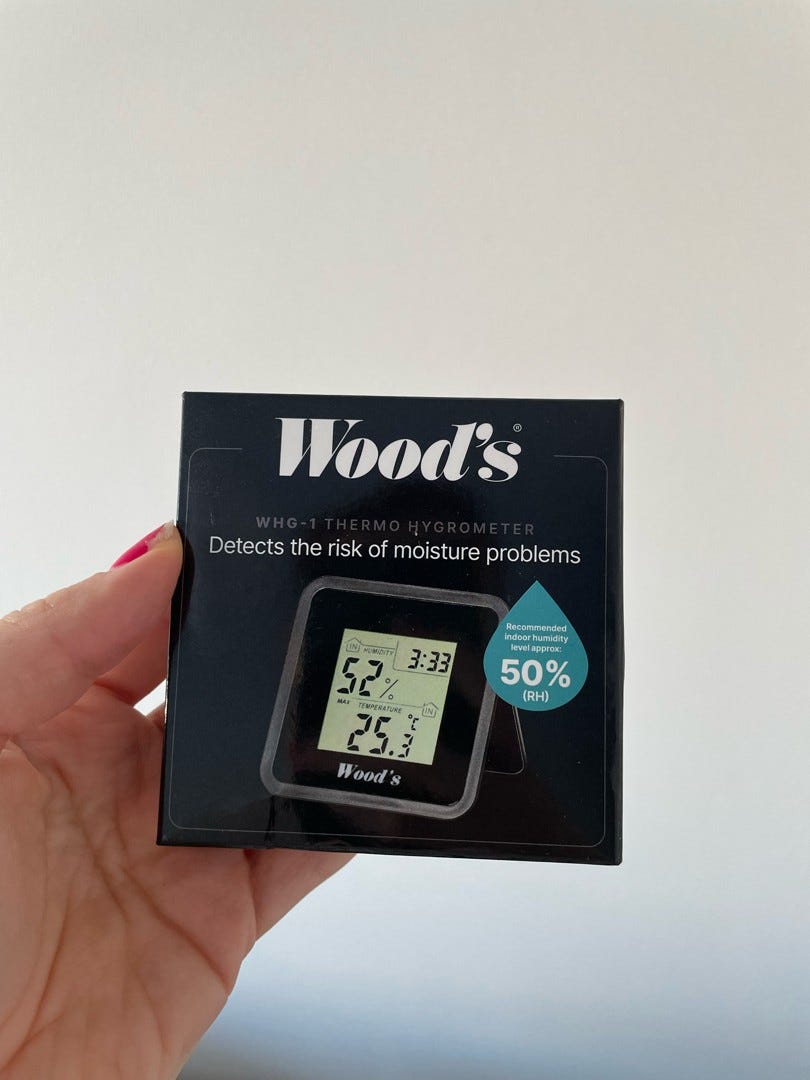 Wood's®
WHG-1 THERMO HYGROMETER
Detects the risk of moisture problems
Recommended
indoor humidity
level approx:
50%
(RH)
IN HUMIDITY 3:33
52%
MAX TEMPERATURE IN
25.3 °C
Wood's